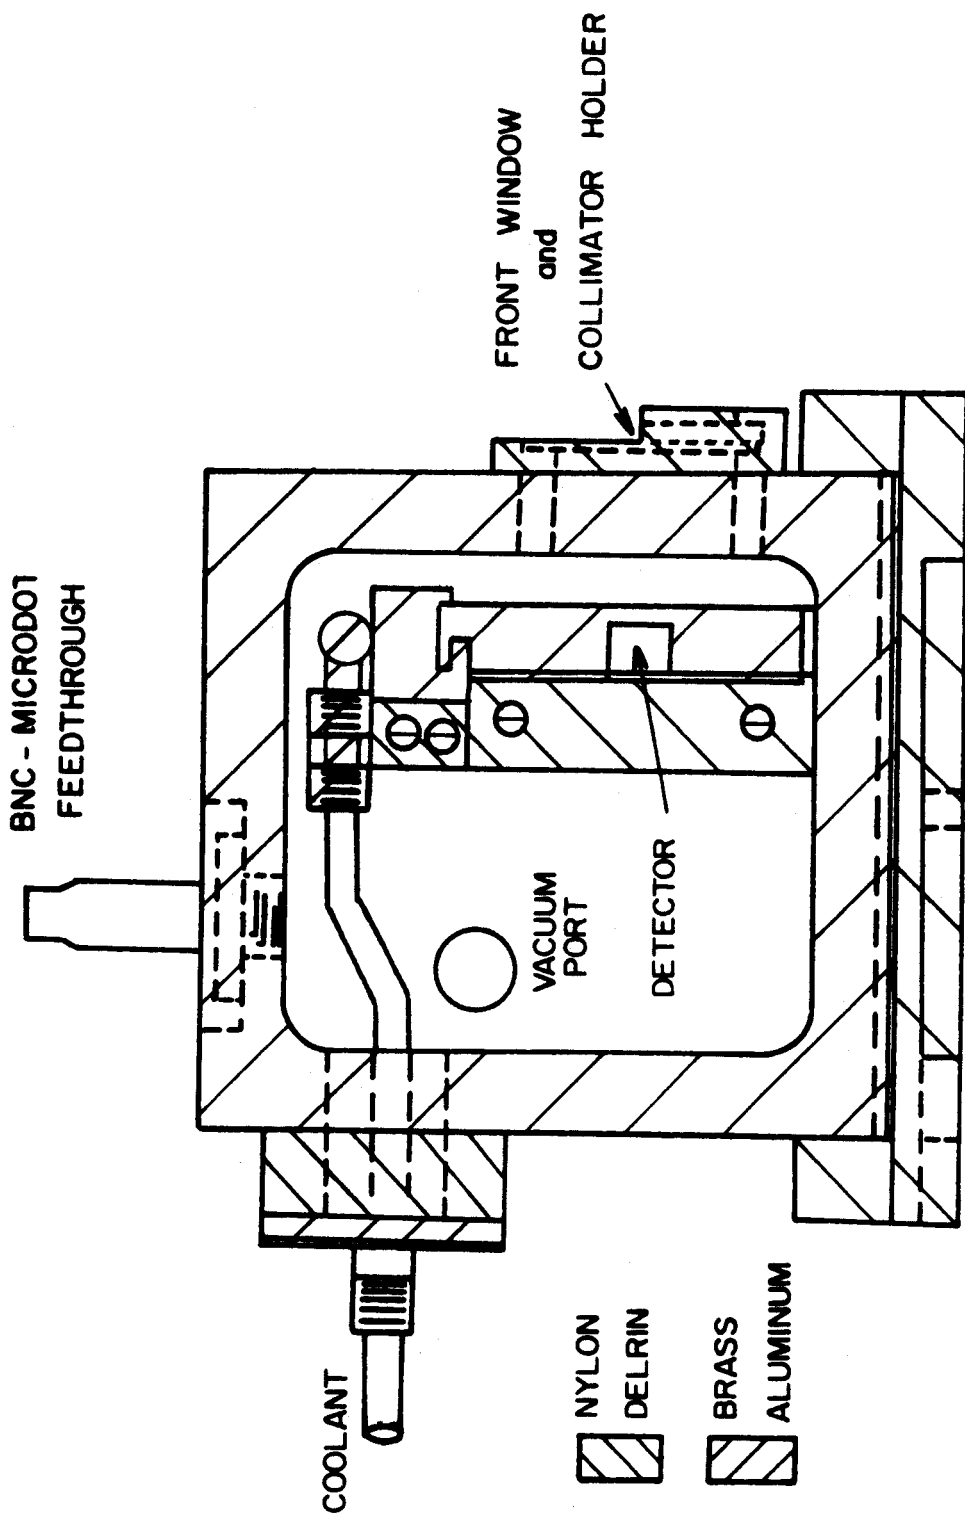 BNC - MICRODOT
FEEDTHROUGH
FRONT WINDOW
and
COLLIMATOR HOLDER
VACUUM
PORT
DETECTOR
COOLANT
NYLON
DELRIN
BRASS
ALUMINUM